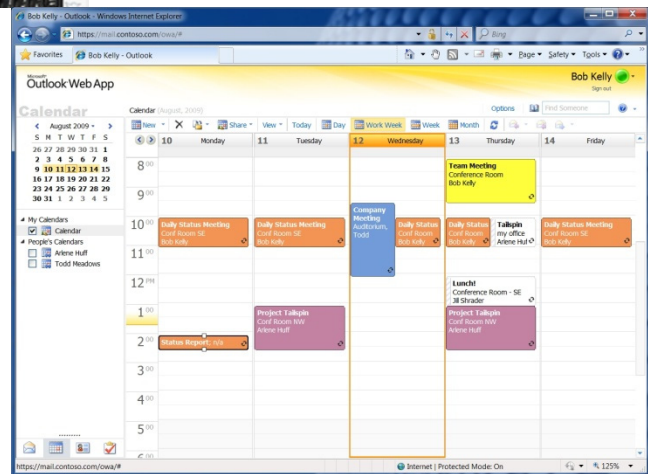 Bob Kelly - Outlook - Windows Internet Explorer
https://mail.contoso.com/owa/#
Bing
Favorites
Bob Kelly - Outlook
Page
Safety
Tools
Microsoft
Outlook Web App
Bob Kelly
Sign out
Calendar
Calendar (August, 2009)
Options
Find Someone
August 2009
New
Share
View
Today
Day
Work Week
Week
Month
S M T W T F S
26 27 28 29 30 31 1
2 3 4 5 6 7 8
9 10 11 12 13 14 15
16 17 18 19 20 21 22
23 24 25 26 27 28 29
30 31 1 2 3 4 5
My Calendars
Calendar
People's Calendars
Arlene Huff
Todd Meadows
10 Monday
11 Tuesday
12 Wednesday
13 Thursday
14 Friday
8 00
9 00
10 00
11 00
12 PM
1 00
2 00
3 00
4 00
5 00
Daily Status Meeting
Conf Room SE
Bob Kelly
Status Report; n/a
Daily Status Meeting
Conf Room SE
Bob Kelly
Project Tailspin
Conf Room NW
Arlene Huff
Company
Meeting
Auditorium,
Todd
Daily Status
Conf Room
Bob Kelly
Team Meeting
Conference Room
Bob Kelly
Daily Status
Conf Room
Bob Kelly
Tailspin
my office
Arlene Huf
Lunch!
Conference Room - SE
Jil Shrader
Project Tailspin
Conf Room NW
Arlene Huff
Daily Status Meeting
Conf Room SE
Bob Kelly
https://mail.contoso.com/owa/#
Internet | Protected Mode: On
125%